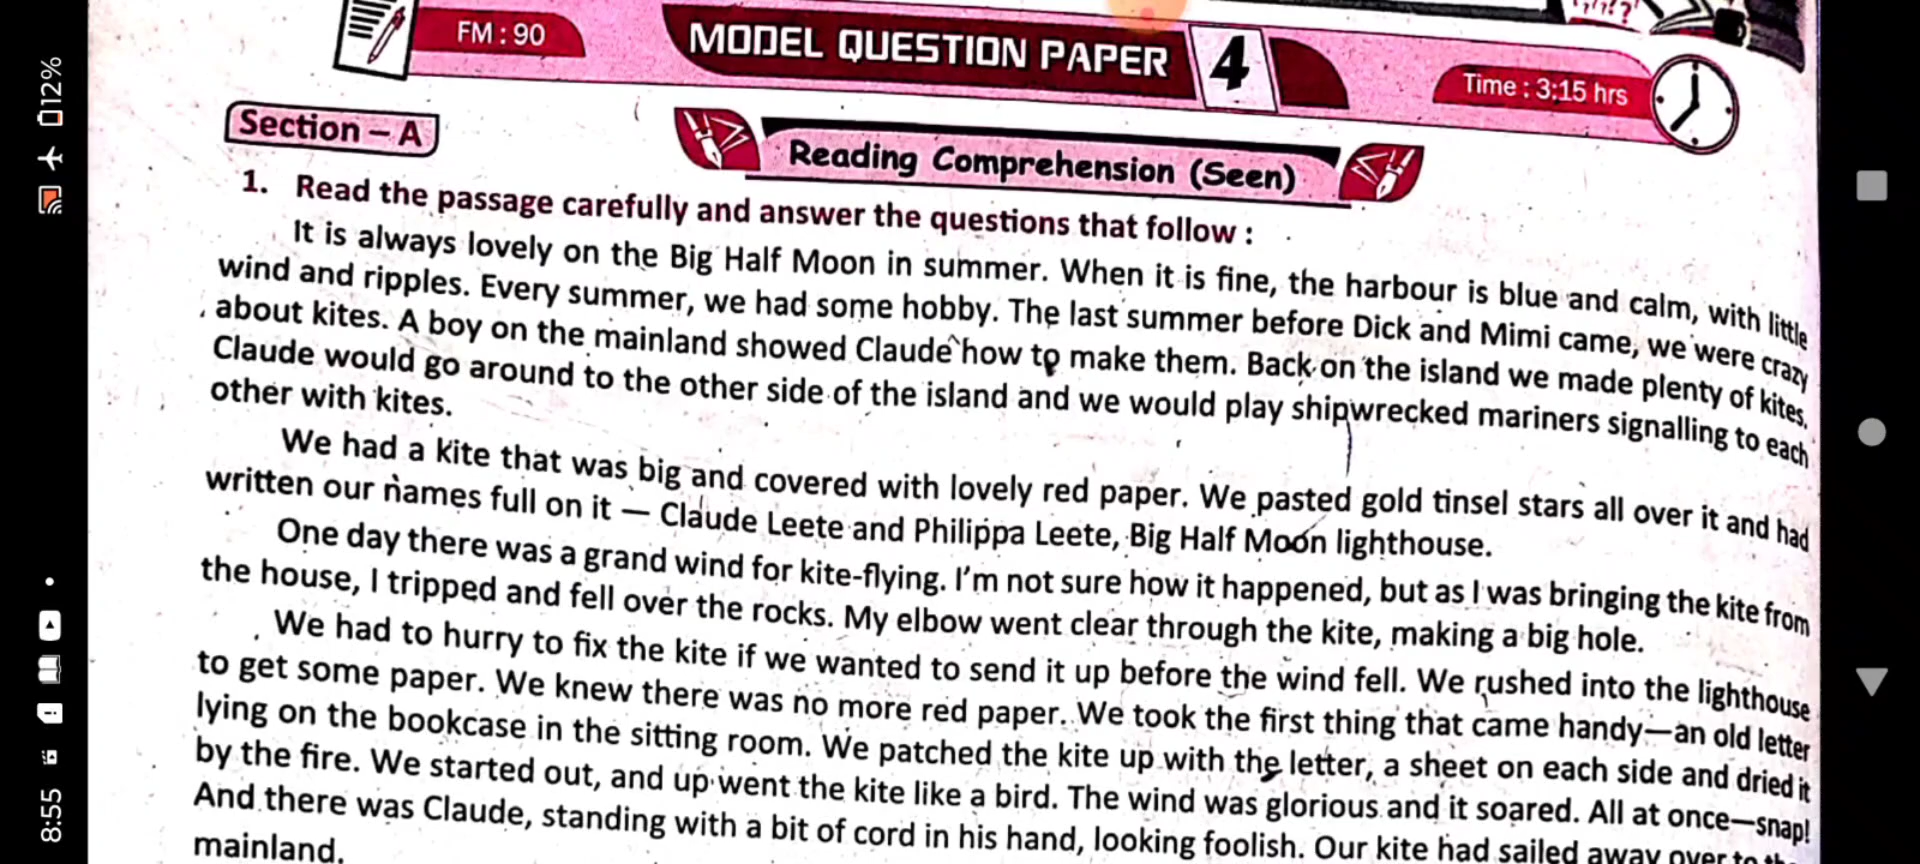 FM : 90
MODEL QUESTION PAPER 4
Time : 3:15 hrs
Section – A
Reading Comprehension (Seen)
1. Read the passage carefully and answer the questions that follow :
It is always lovely on the Big Half Moon in summer. When it is fine, the harbour is blue and calm, with little
wind and ripples. Every summer, we had some hobby. The last summer before Dick and Mimi came, we were crazy
about kites. A boy on the mainland showed Claude how to make them. Back on the island we made plenty of kites.
Claude would go around to the other side of the island and we would play shipwrecked mariners signalling to each
other with kites.
We had a kite that was big and covered with lovely red paper. We pasted gold tinsel stars all over it and had
written our names full on it — Claude Leete and Philippa Leete, Big Half Moon lighthouse.
One day there was a grand wind for kite-flying. I'm not sure how it happened, but as I was bringing the kite from
the house, I tripped and fell over the rocks. My elbow went clear through the kite, making a big hole.
We had to hurry to fix the kite if we wanted to send it up before the wind fell. We rushed into the lighthouse
to get some paper. We knew there was no more red paper. We took the first thing that came handy—an old letter
lying on the bookcase in the sitting room. We patched the kite up with the letter, a sheet on each side and dried it
by the fire. We started out, and up went the kite like a bird. The wind was glorious and it soared. All at once—snap!
And there was Claude, standing with a bit of cord in his hand, looking foolish. Our kite had sailed away over to
mainland.
12%
8:55